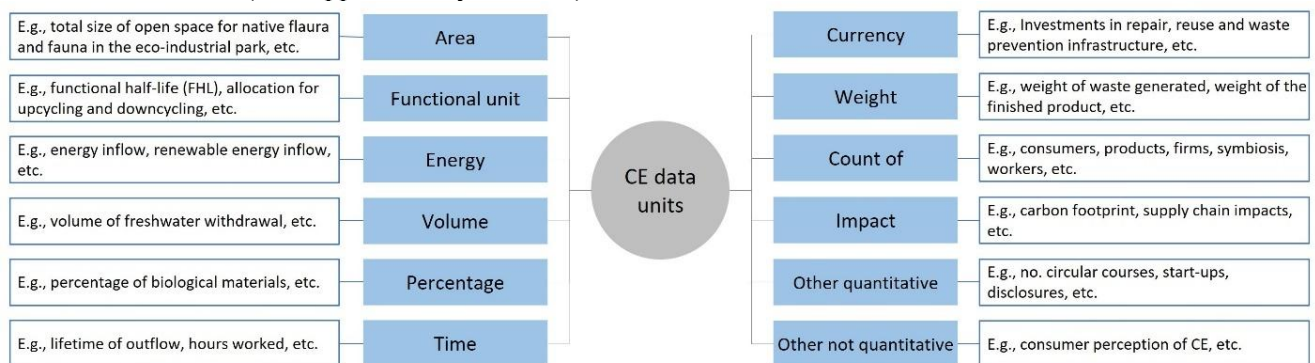 E.g., total size of open space for native flaura
and fauna in the eco-industrial park, etc.
Area
E.g., functional half-life (FHL), allocation for
upcycling and downcycling, etc.
Functional unit
E.g., energy inflow, renewable energy inflow,
etc.
Energy
E.g., volume of freshwater withdrawal, etc.
Volume
E.g., percentage of biological materials, etc.
Percentage
E.g., lifetime of outflow, hours worked, etc.
Time
CE data
units
Currency
E.g., Investments in repair, reuse and waste
prevention infrastructure, etc.
Weight
E.g., weight of waste generated, weight of the
finished product, etc.
Count of
E.g., consumers, products, firms, symbiosis,
workers, etc.
Impact
E.g., carbon footprint, supply chain impacts,
etc.
Other quantitative
E.g., no. circular courses, start-ups,
disclosures, etc.
Other not quantitative
E.g., consumer perception of CE, etc.